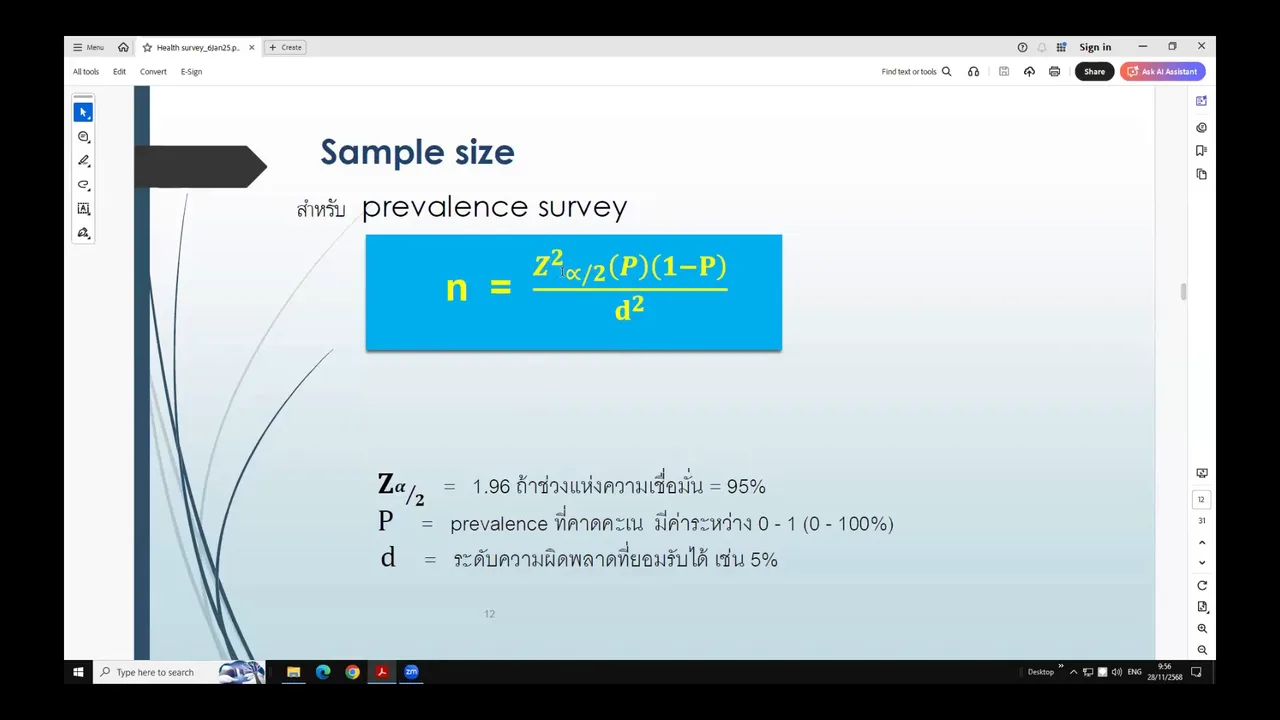 Menu
Health survey_6Jan25.p..
Create
Sign in
All tools Edit Convert E-Sign
Find text or tools
Share
Ask AI Assistant
Sample size
สำหรับ prevalence survey
n = Z²∝/2(P)(1−P)
d²
Zα/2 = 1.96 ถ้าช่วงแห่งความเชื่อมั่น = 95%
P = prevalence ที่คาดคะเน มีค่าระหว่าง 0 - 1 (0 - 100%)
d = ระดับความผิดพลาดที่ยอมรับได้ เช่น 5%
12
12
31
Type here to search
Desktop
ENG
9:56
28/11/2568